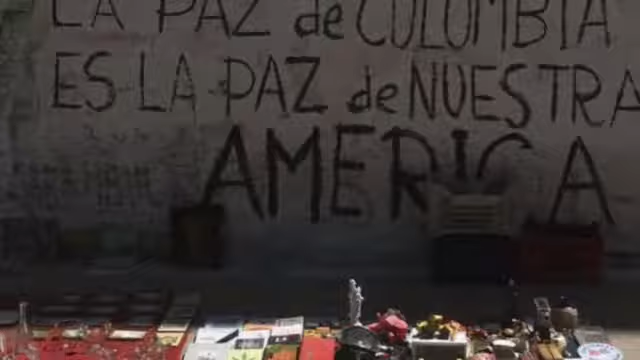 LA PAZ de COLOMBIA
ES LA PAZ de NUESTRA
AMERICA